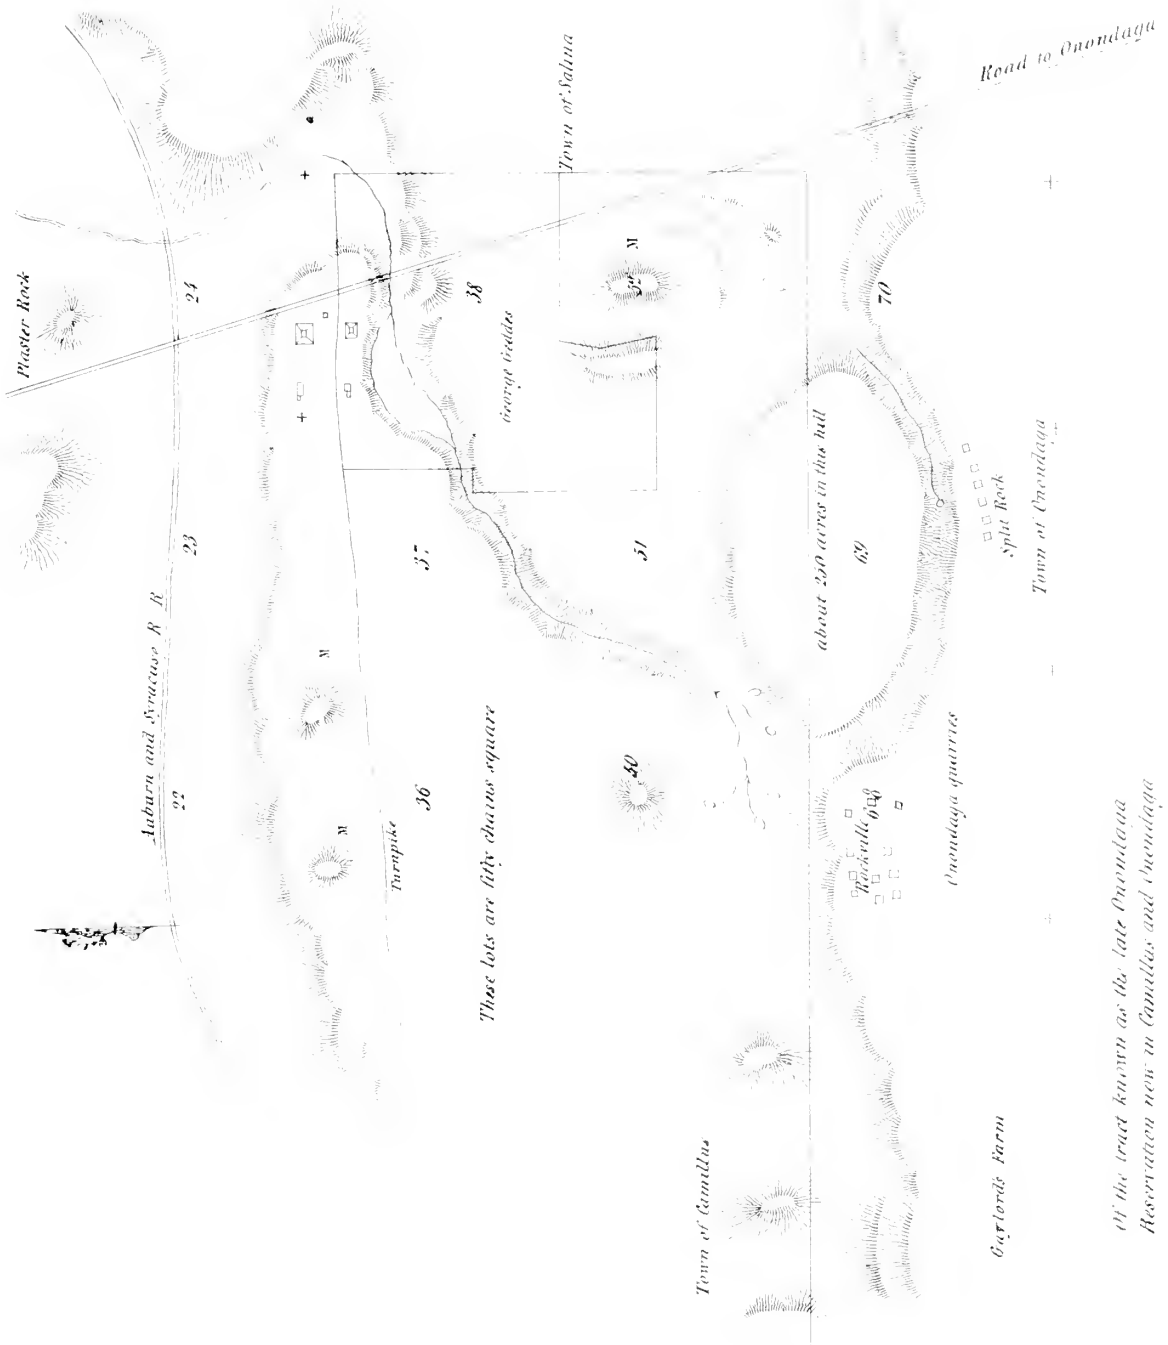 Road to Onondaga
Town of Salina
Plaster Rock
24
38
M
52
70
George Geddes
Auburn and Syracuse R R
23
37
51
about 250 acres in this hill
69
Split Rock
Town of Onondaga
M
22
36
M
Turnpike
These lots are fifty chains square
50
Rockville
68
Onondaga quarries
Town of Camillus
Gaylords Farm
Of the tract known as the late Onondaga
Reservation now in Camillus and Onondaga